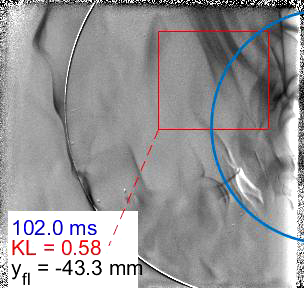 102.0 ms
KL = 0.58
y_fl = -43.3 mm